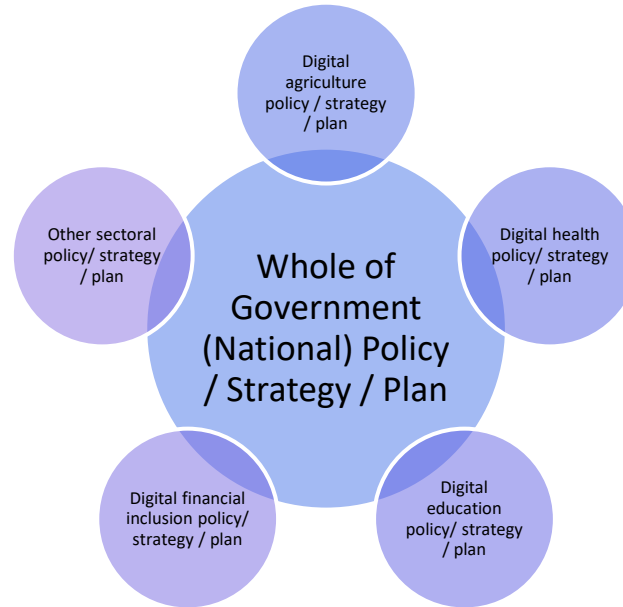 Digital
agriculture
policy / strategy
/ plan
Other sectoral
policy/ strategy
/ plan
Whole of
Government
(National) Policy
/ Strategy / Plan
Digital health
policy/ strategy
/ plan
Digital financial
inclusion policy/
strategy / plan
Digital
education
policy/ strategy
/ plan